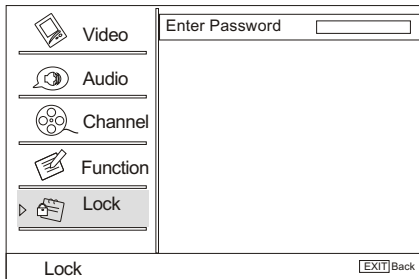 Video
Audio
Channel
Function
Lock
Enter Password
Lock
EXIT Back